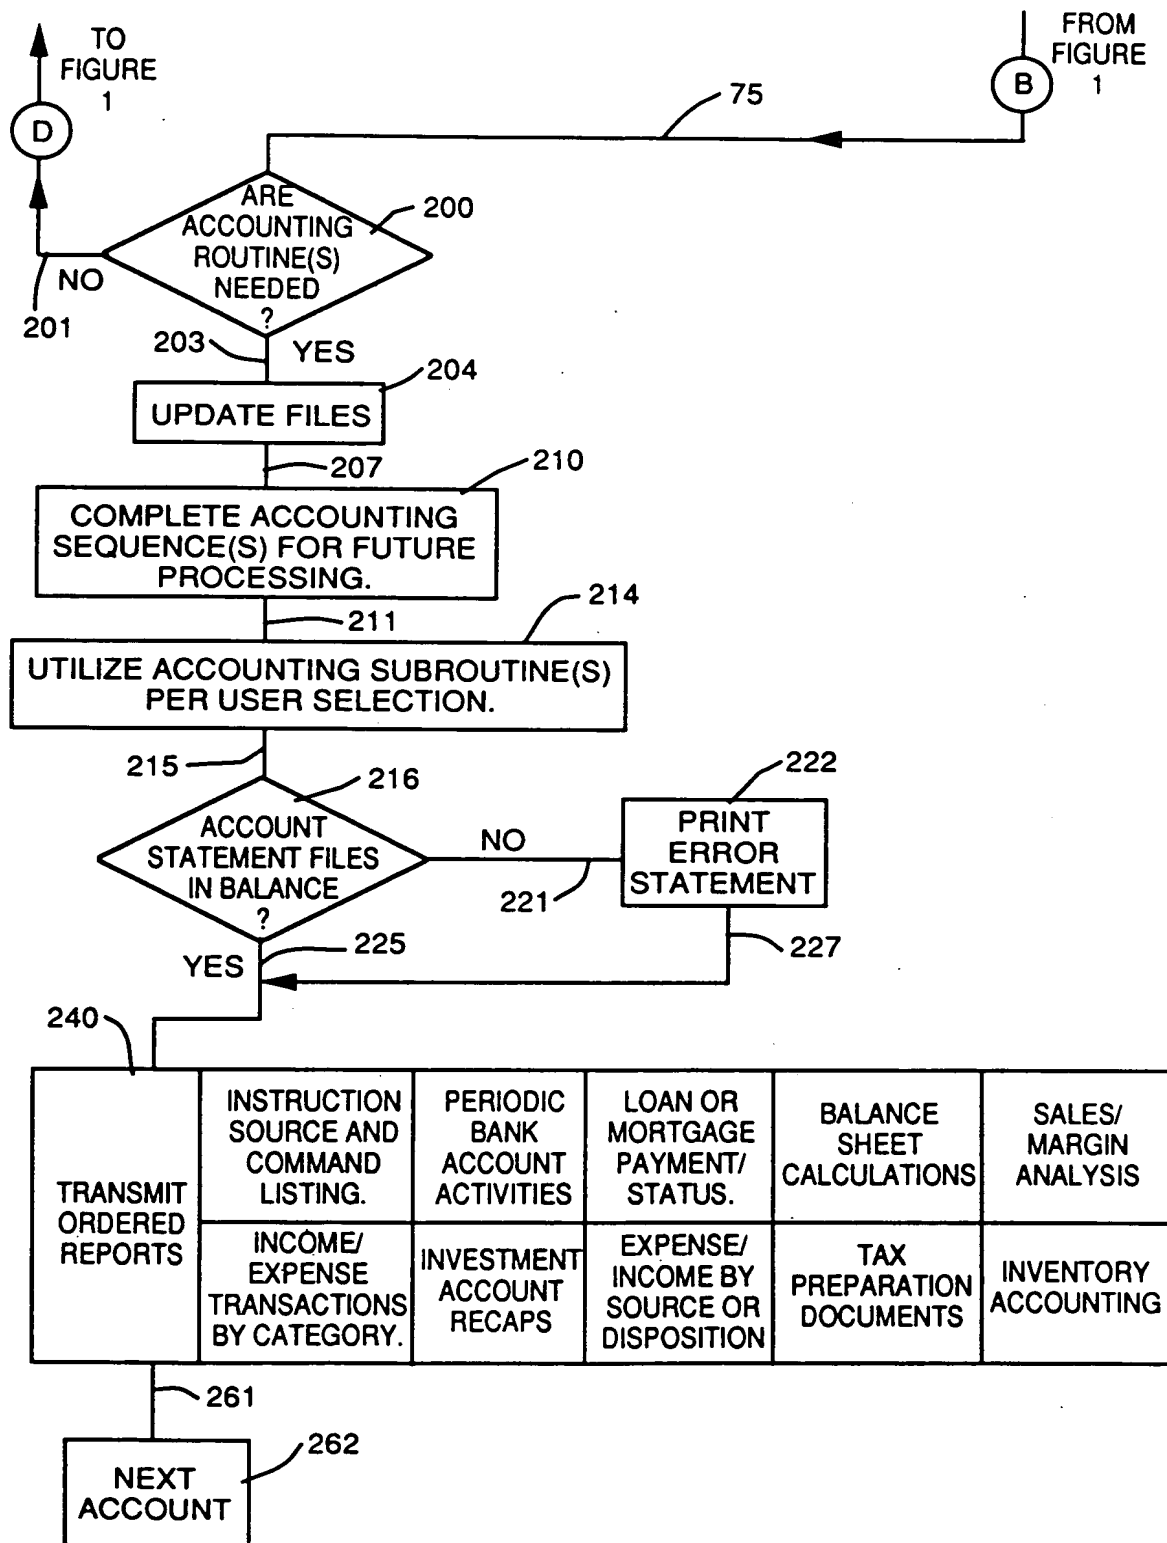 TO
FIGURE
1
D
FROM
FIGURE
1
B
75
ARE
ACCOUNTING
ROUTINE(S)
NEEDED
?
200
NO
201
203
YES
204
UPDATE FILES
207
210
COMPLETE ACCOUNTING
SEQUENCE(S) FOR FUTURE
PROCESSING.
211
214
UTILIZE ACCOUNTING SUBROUTINE(S)
PER USER SELECTION.
215
216
ACCOUNT
STATEMENT FILES
IN BALANCE
?
NO
221
222
PRINT
ERROR
STATEMENT
225
YES
227
240
TRANSMIT
ORDERED
REPORTS
INSTRUCTION
SOURCE AND
COMMAND
LISTING.
PERIODIC
BANK
ACCOUNT
ACTIVITIES
LOAN OR
MORTGAGE
PAYMENT/
STATUS.
BALANCE
SHEET
CALCULATIONS
SALES/
MARGIN
ANALYSIS
INCOME/
EXPENSE
TRANSACTIONS
BY CATEGORY.
INVESTMENT
ACCOUNT
RECAPS
EXPENSE/
INCOME BY
SOURCE OR
DISPOSITION
TAX
PREPARATION
DOCUMENTS
INVENTORY
ACCOUNTING
261
262
NEXT
ACCOUNT